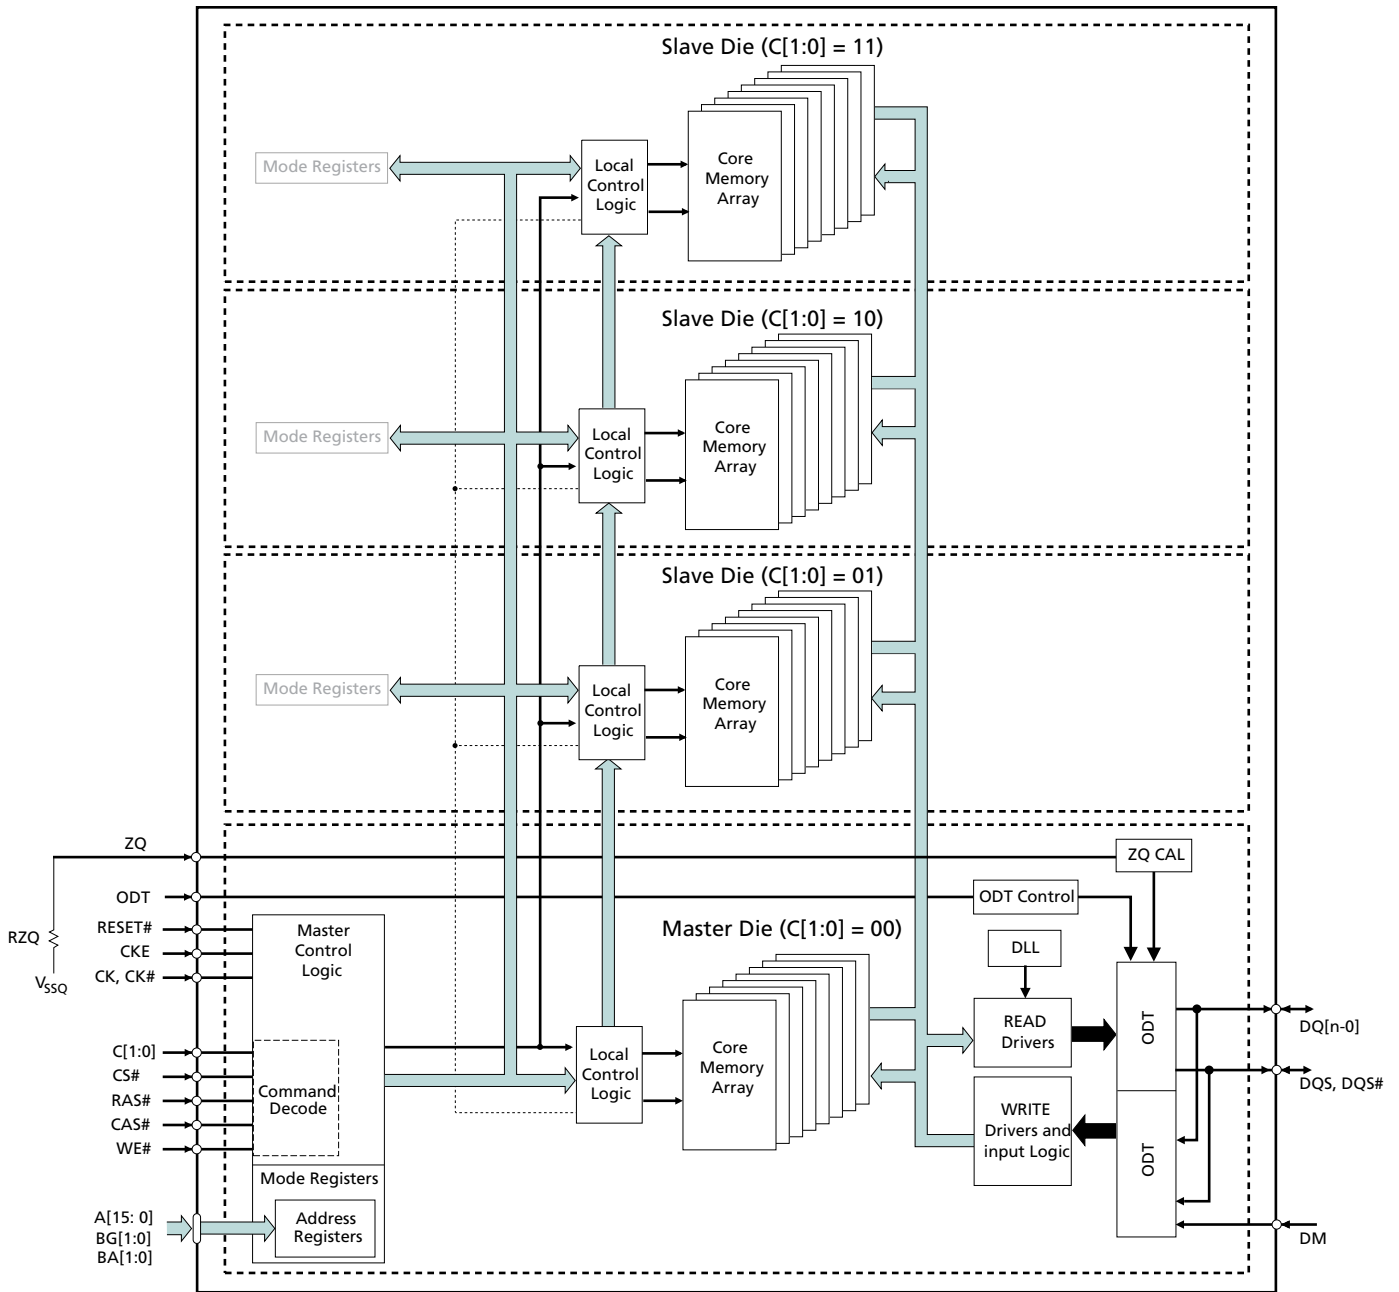 Slave Die (C[1:0] = 11)
Mode Registers
Local
Control
Logic
Core
Memory
Array
Slave Die (C[1:0] = 10)
Mode Registers
Local
Control
Logic
Core
Memory
Array
Slave Die (C[1:0] = 01)
Mode Registers
Local
Control
Logic
Core
Memory
Array
ZQ
ZQ CAL
ODT
ODT Control
RZQ
VSSQ
RESET#
CKE
CK, CK#
Master
Control
Logic
Master Die (C[1:0] = 00)
DLL
C[1:0]
CS#
RAS#
CAS#
WE#
Command
Decode
Local
Control
Logic
Core
Memory
Array
READ
Drivers
ODT
DQ[n-0]
DQS, DQS#
WRITE
Drivers and
input Logic
ODT
Mode Registers
A[15: 0]
BG[1:0]
BA[1:0]
Address
Registers
DM